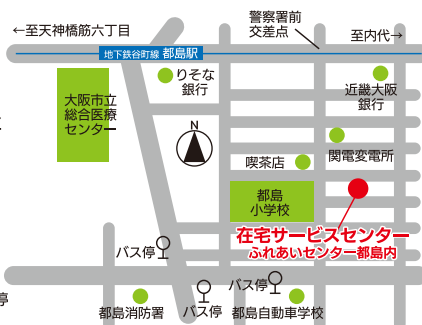 ←至天神橋筋六丁目
警察署前
交差点
至内代→
地下鉄谷町線 都島駅
りそな
銀行
近畿大阪
銀行
大阪市立
総合医療
センター
N
関電変電所
喫茶店
都島
小学校
在宅サービスセンター
ふれあいセンター都島内
バス停
バス停
バス停
停
都島消防署
都島自動車学校